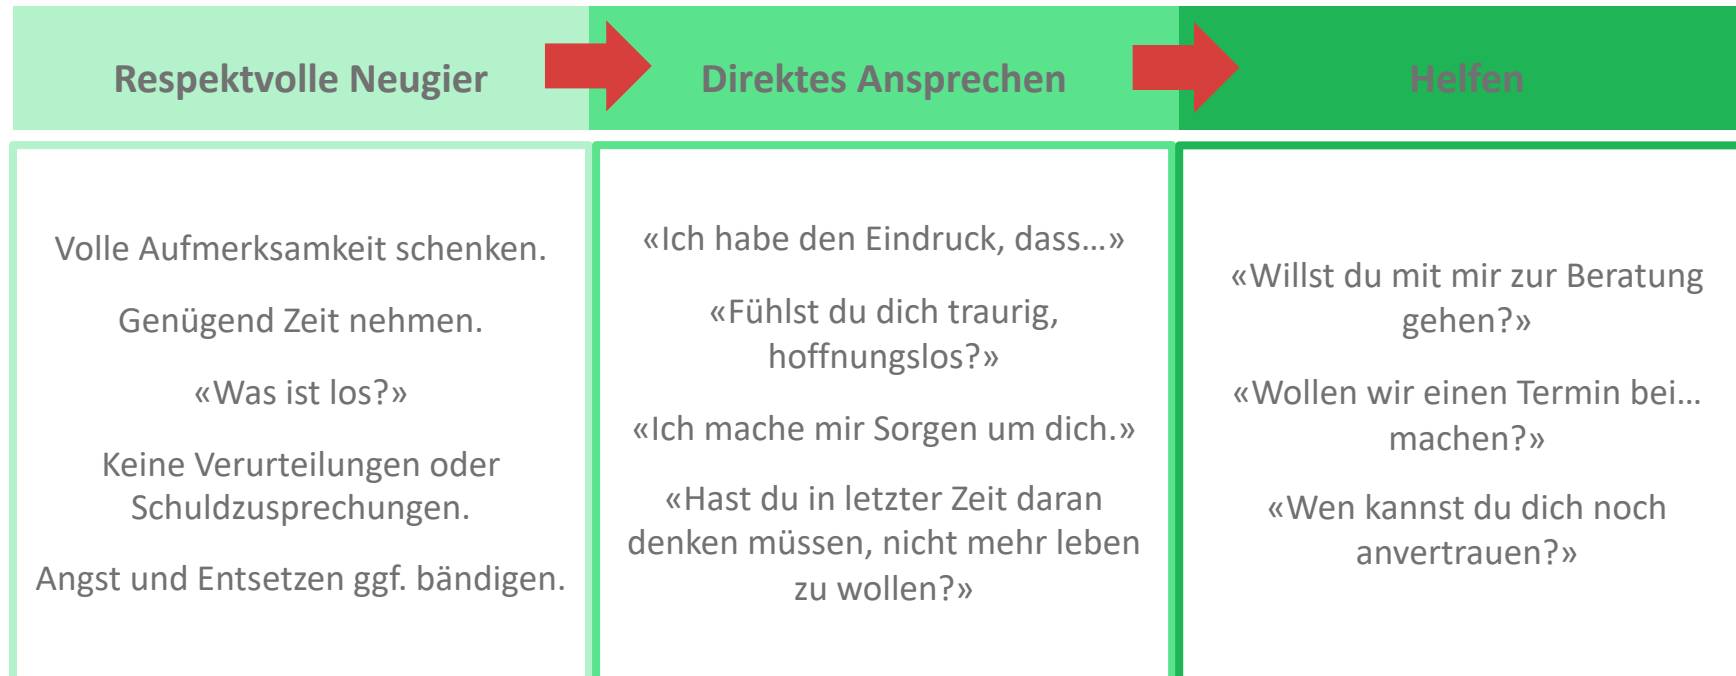 Respektvolle Neugier
Direktes Ansprechen
Helfen
Volle Aufmerksamkeit schenken.
Genügend Zeit nehmen.
«Was ist los?»
Keine Verurteilungen oder
Schuldzusprechungen.
Angst und Entsetzen ggf. bändigen.
«Ich habe den Eindruck, dass…»
«Fühlst du dich traurig,
hoffnungslos?»
«Ich mache mir Sorgen um dich.»
«Hast du in letzter Zeit daran
denken müssen, nicht mehr leben
zu wollen?»
«Willst du mit mir zur Beratung
gehen?»
«Wollen wir einen Termin bei…
machen?»
«Wen kannst du dich noch
anvertrauen?»